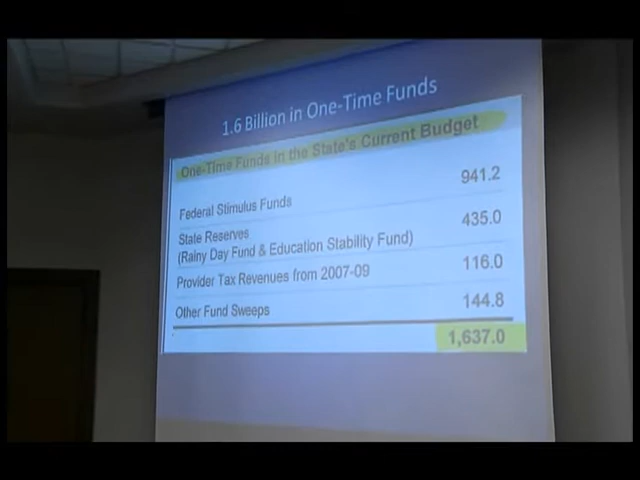 1.6 Billion in One-Time Funds
One-Time Funds in the State's Current Budget
Federal Stimulus Funds 941.2
State Reserves
(Rainy Day Fund & Education Stability Fund) 435.0
Provider Tax Revenues from 2007-09 116.0
Other Fund Sweeps 144.8
1,637.0